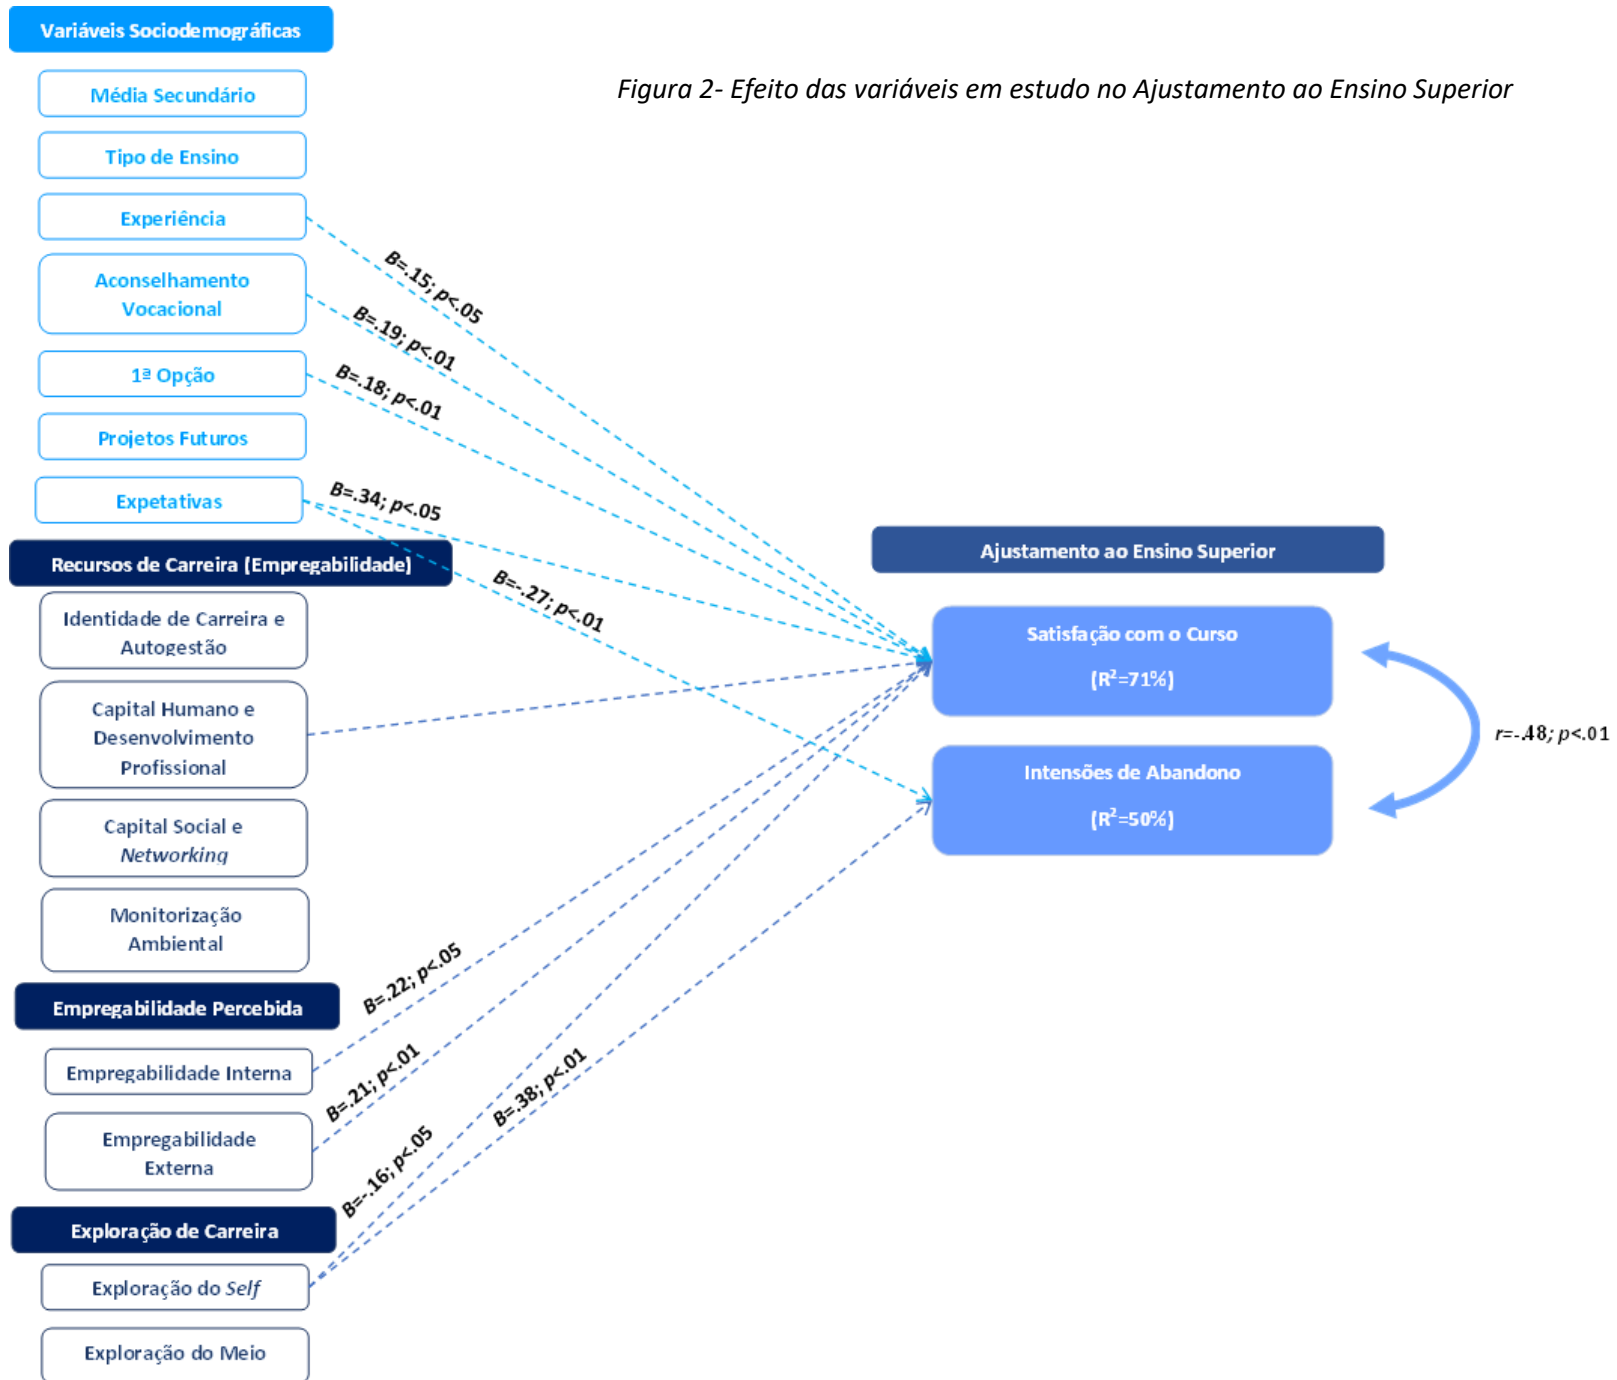 Variáveis Sociodemográficas
Figura 2- Efeito das variáveis em estudo no Ajustamento ao Ensino Superior
Média Secundário
Tipo de Ensino
Experiência
Aconselhamento
Vocacional
1ª Opção
Projetos Futuros
Expetativas
B=.15; p<.05
B=.19; p<.01
B=.18; p<.01
B=.34; p<.05
B=-.27; p<.01
Recursos de Carreira (Empregabilidade)
Identidade de Carreira e
Autogestão
Capital Humano e
Desenvolvimento
Profissional
Capital Social e
Networking
Monitorização
Ambiental
Empregabilidade Percebida
Empregabilidade Interna
Empregabilidade
Externa
Exploração de Carreira
Exploração do Self
Exploração do Meio
B=.22; p<.05
B=.21; p<.01
B=-.16; p<.05
B=.38; p<.01
Ajustamento ao Ensino Superior
Satisfação com o Curso
(R²=71%)
Intensões de Abandono
(R²=50%)
r=-.48; p<.01